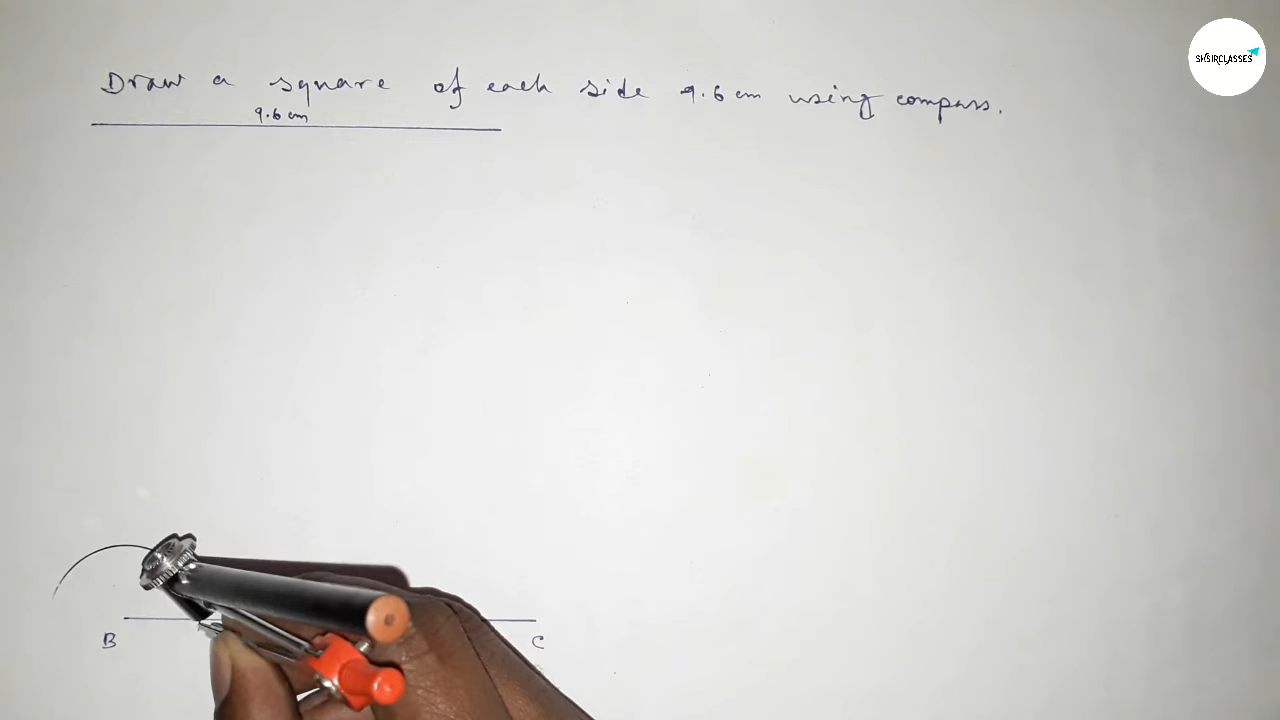 SHSIRCLASSES
Draw a square of each side 9.6 cm using compass.
9.6 cm
B
C